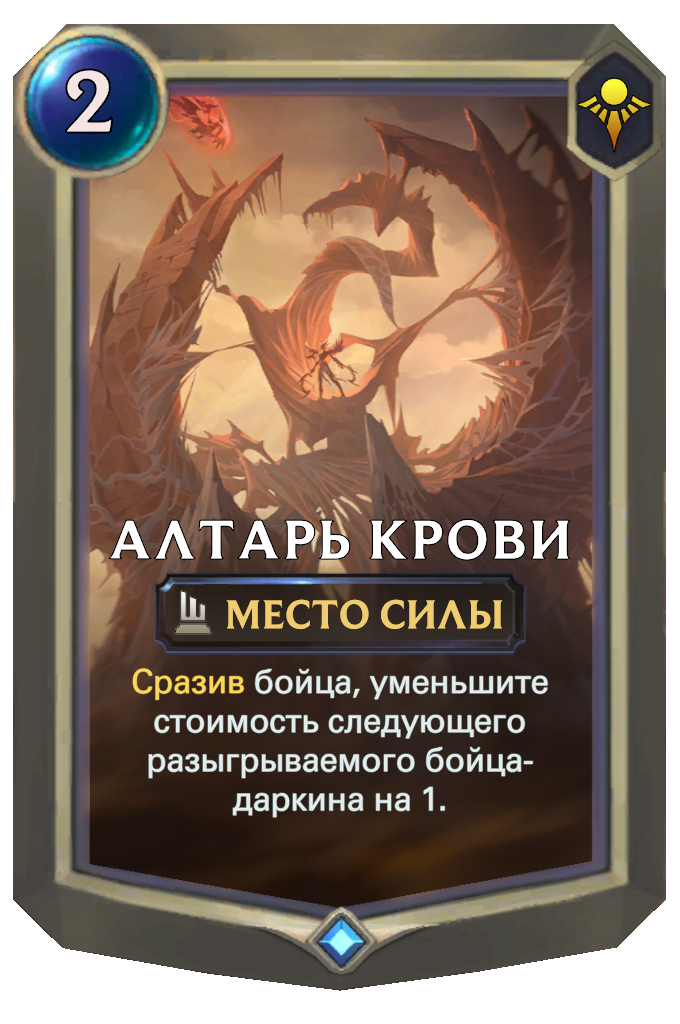 2
АЛТАРЬ КРОВИ
МЕСТО СИЛЫ
Сразив бойца, уменьшите
стоимость следующего
разыгрываемого бойца-
даркина на 1.